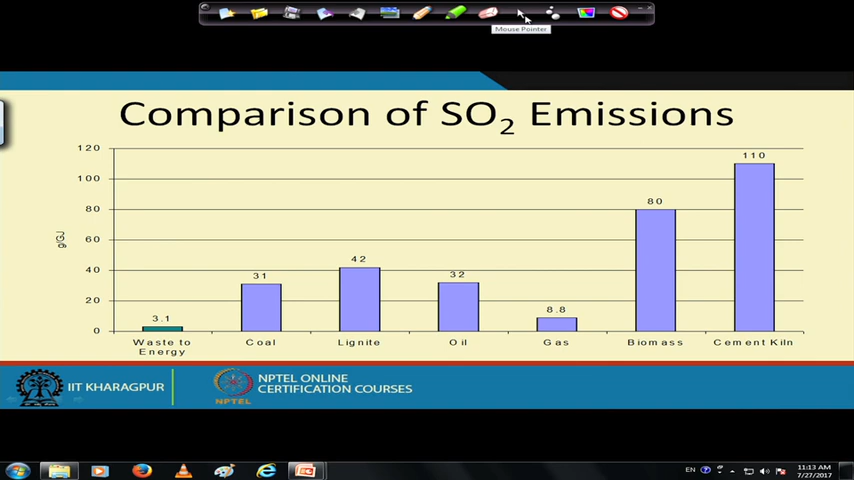 Mouse Pointer
Comparison of SO2 Emissions
g/GJ
120
100
80
60
40
20
0
3.1
31
42
32
8.8
80
110
Waste to
Energy
Coal
Lignite
Oil
Gas
Biomass
Cement Kiln
IIT KHARAGPUR
NPTEL
NPTEL ONLINE
CERTIFICATION COURSES
EN
11:13 AM
7/27/2017